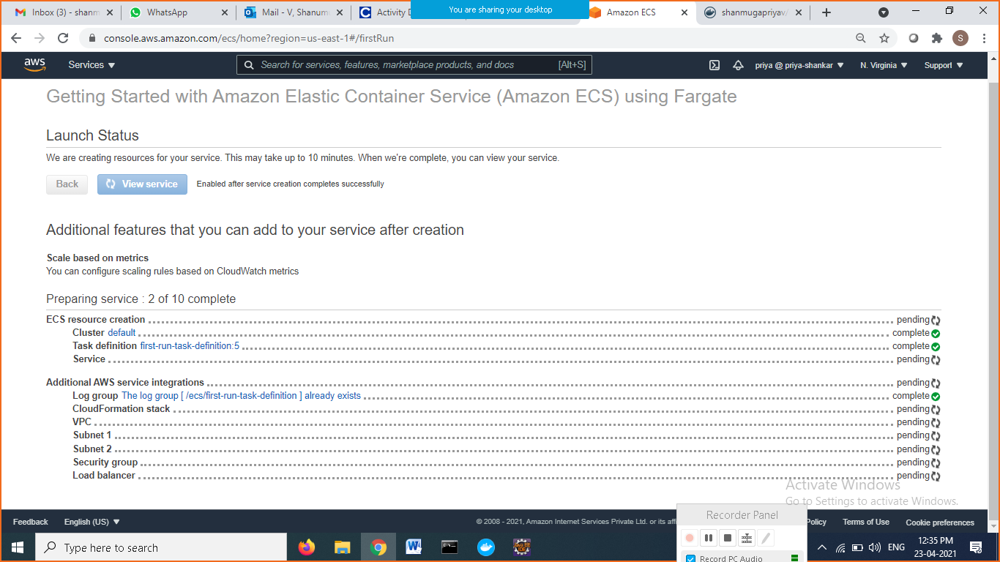 Inbox (3) - shanm
WhatsApp
Mail - V, Shanum
Activity D
You are sharing your desktop
Amazon ECS
shanmugapriyav/
console.aws.amazon.com/ecs/home?region=us-east-1#/firstRun
S
aws
Services
Search for services, features, marketplace products, and docs
[Alt+S]
priya @ priya-shankar
N. Virginia
Support
Getting Started with Amazon Elastic Container Service (Amazon ECS) using Fargate
Launch Status
We are creating resources for your service. This may take up to 10 minutes. When we're complete, you can view your service.
Back
View service
Enabled after service creation completes successfully
Additional features that you can add to your service after creation
Scale based on metrics
You can configure scaling rules based on CloudWatch metrics
Preparing service : 2 of 10 complete
ECS resource creation pending
Cluster default complete
Task definition first-run-task-definition:5 complete
Service pending
Additional AWS service integrations pending
Log group The log group [ /ecs/first-run-task-definition ] already exists complete
CloudFormation stack pending
VPC pending
Subnet 1 pending
Subnet 2 pending
Security group pending
Load balancer pending
Activate Windows
Go to Settings to activate Windows.
Feedback
English (US)
© 2008 - 2021, Amazon Internet Services Private Ltd. or its affi
Policy
Terms of Use
Cookie preferences
Recorder Panel
Record PC Audio
Type here to search
ENG
12:35 PM
23-04-2021